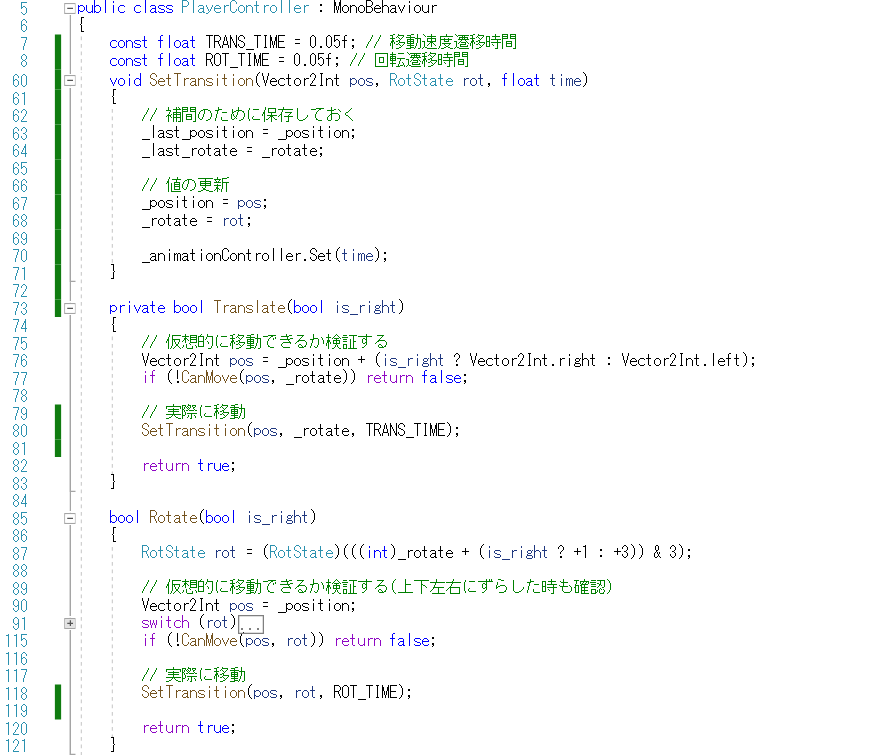 5 public class PlayerController : MonoBehaviour
6 {
7 const float TRANS_TIME = 0.05f; // 移動速度遷移時間
8 const float ROT_TIME = 0.05f; // 回転遷移時間
60 void SetTransition(Vector2Int pos, RotState rot, float time)
61 {
62 // 補間のために保存しておく
63 _last_position = _position;
64 _last_rotate = _rotate;
65
66 // 値の更新
67 _position = pos;
68 _rotate = rot;
69
70 _animationController.Set(time);
71 }
72
73 private bool Translate(bool is_right)
74 {
75 // 仮想的に移動できるか検証する
76 Vector2Int pos = _position + (is_right ? Vector2Int.right : Vector2Int.left);
77 if (!CanMove(pos, _rotate)) return false;
78
79 // 実際に移動
80 SetTransition(pos, _rotate, TRANS_TIME);
81
82 return true;
83 }
84
85 bool Rotate(bool is_right)
86 {
87 RotState rot = (RotState)(((int)_rotate + (is_right ? +1 : +3)) & 3);
88
89 // 仮想的に移動できるか検証する(上下左右にずらした時も確認)
90 Vector2Int pos = _position;
91 switch (rot)...
115 if (!CanMove(pos, rot)) return false;
116
117 // 実際に移動
118 SetTransition(pos, rot, ROT_TIME);
119
120 return true;
121 }